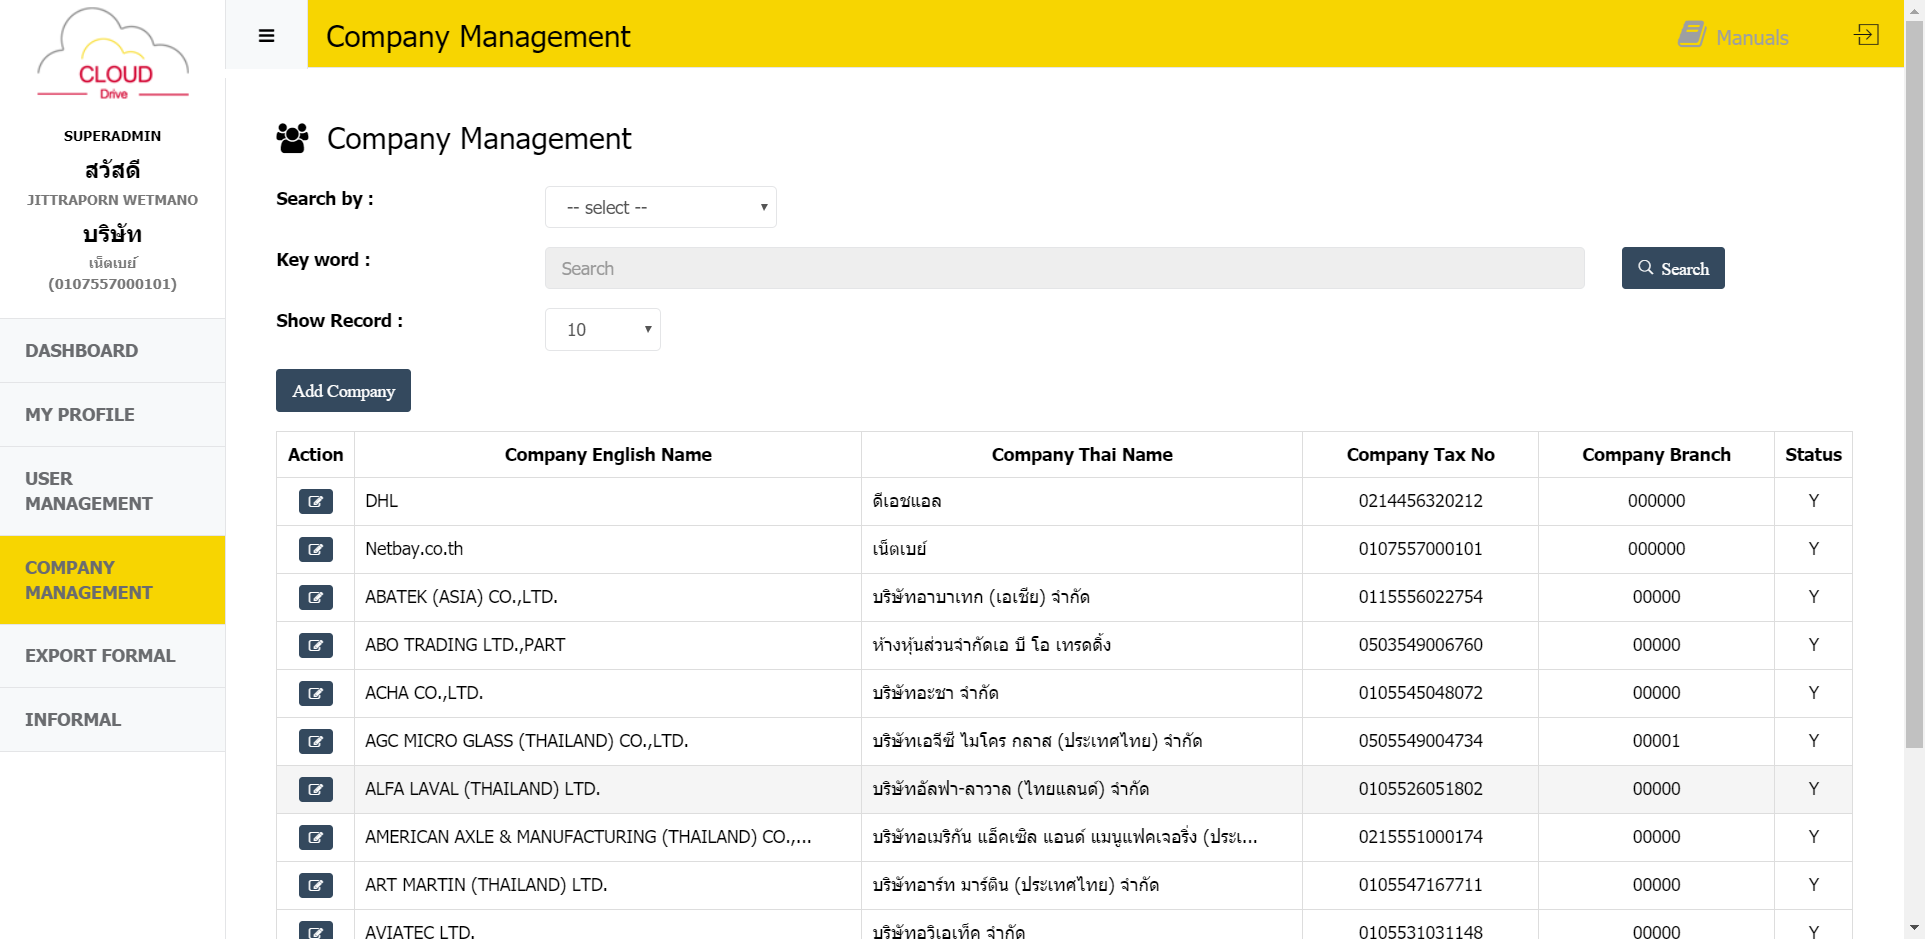 CLOUD
Drive
SUPERADMIN
สวัสดี
JITTRAPORN WETMANO
บริษัท
เน็ตเบย์
(0107557000101)
DASHBOARD
MY PROFILE
USER
MANAGEMENT
COMPANY
MANAGEMENT
EXPORT FORMAL
INFORMAL
Company Management
Manuals
Company Management
Search by :
-- select --
Key word :
Search
Search
Show Record :
10
Add Company
Action Company English Name Company Thai Name Company Tax No Company Branch Status
DHL ดีเอชแอล 0214456320212 000000 Y
Netbay.co.th เน็ตเบย์ 0107557000101 000000 Y
ABATEK (ASIA) CO.,LTD. บริษัทอาบาเทก (เอเซีย) จำกัด 0115556022754 00000 Y
ABO TRADING LTD.,PART ห้างหุ้นส่วนจำกัดเอ บี โอ เทรดดิ้ง 0503549006760 00000 Y
ACHA CO.,LTD. บริษัทอะชา จำกัด 0105545048072 00000 Y
AGC MICRO GLASS (THAILAND) CO.,LTD. บริษัทเอจีซี ไมโคร กลาส (ประเทศไทย) จำกัด 0505549004734 00001 Y
ALFA LAVAL (THAILAND) LTD. บริษัทอัลฟา-ลาวาล (ไทยแลนด์) จำกัด 0105526051802 00000 Y
AMERICAN AXLE & MANUFACTURING (THAILAND) CO.,... บริษัทอเมริกัน แอ็คเซิล แอนด์ แมนูแฟคเจอริ่ง (ประเ... 0215551000174 00000 Y
ART MARTIN (THAILAND) LTD. บริษัทอาร์ท มาร์ติน (ประเทศไทย) จำกัด 0105547167711 00000 Y
AVIATEC LTD. บริษัทอวิเอเท็ค จำกัด 0105531031148 00000 Y